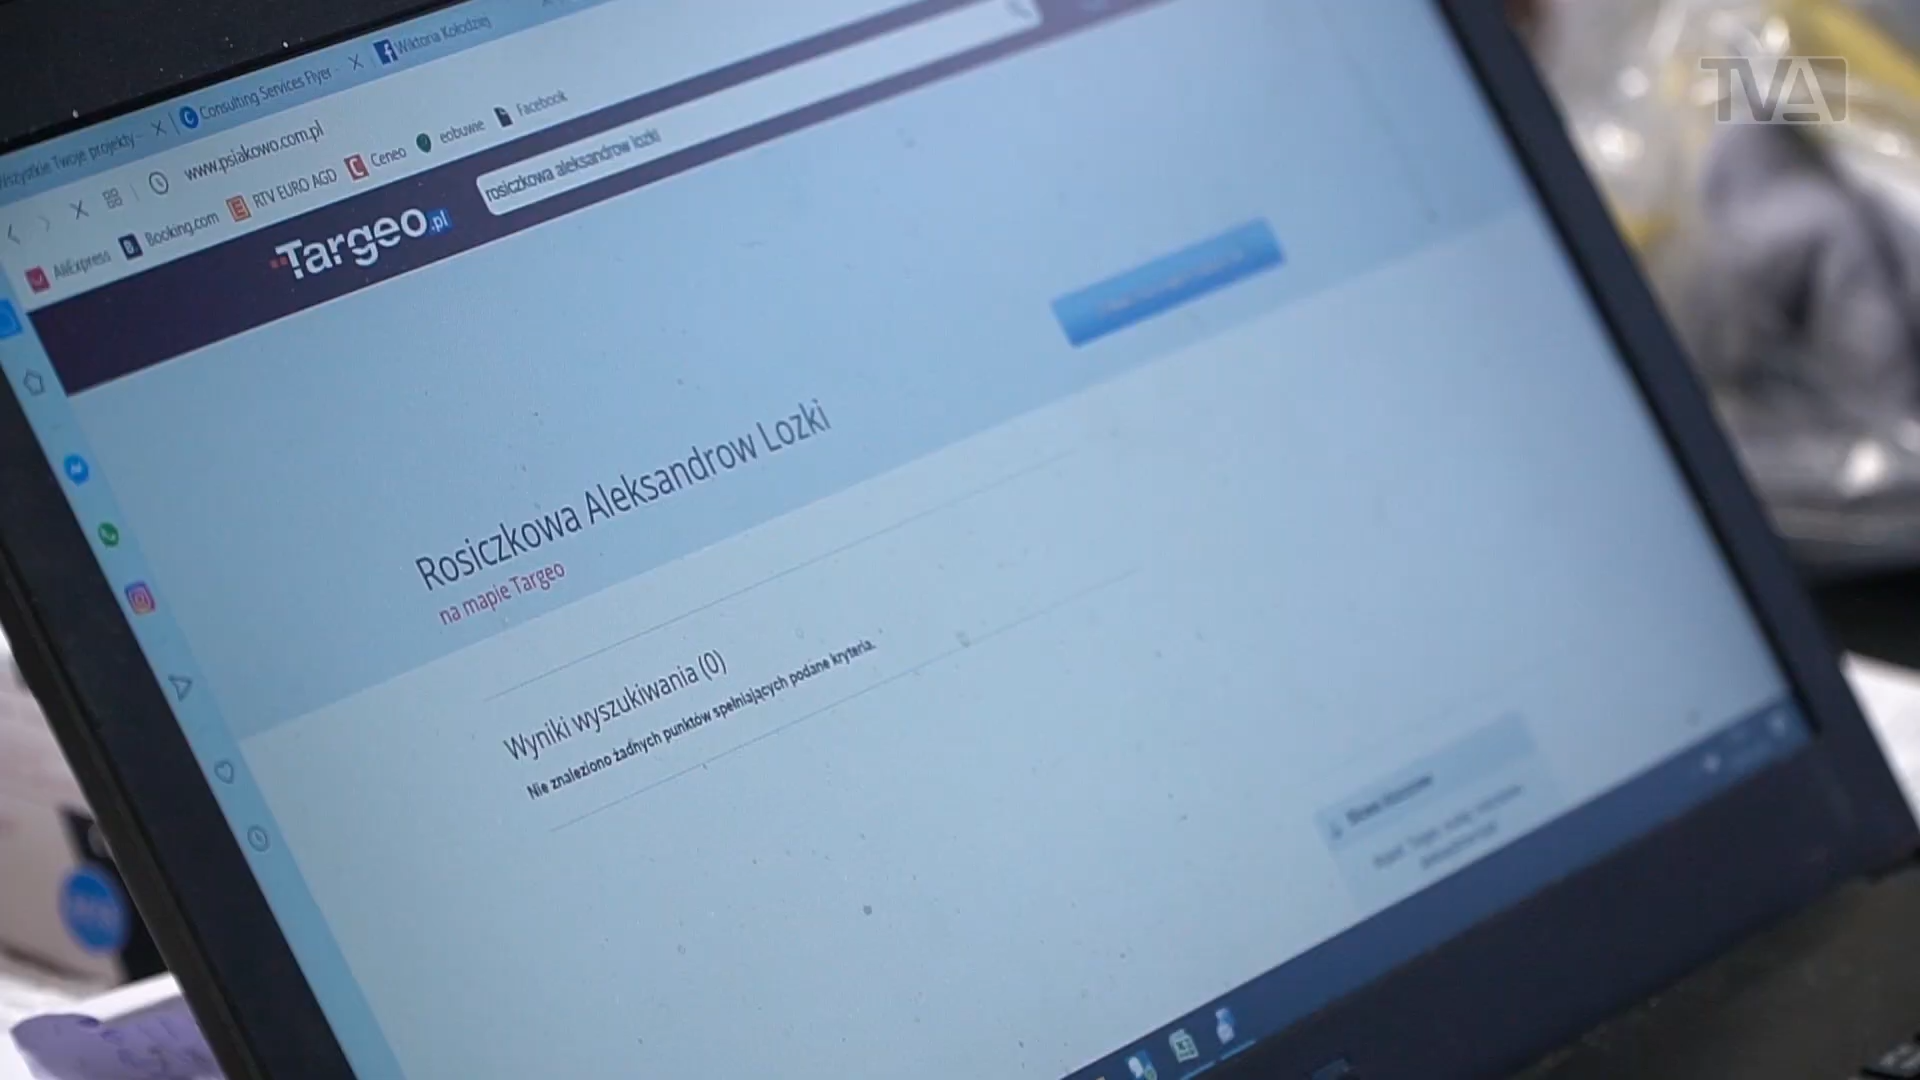 Wszystkie Twoje projekty -
Consulting Services Flyer -
Wiktoria Kołodziej
www.psiakowo.com.pl
AliExpress
Booking.com
RTV EURO AGD
Ceneo
eobuwie
Facebook
Targeo.pl
rosiczkowa aleksandrow lozki
TVA
Rosiczkowa Aleksandrow Lozki
na mapie Targeo
Wyniki wyszukiwania (0)
Nie znaleziono żadnych punktów spełniających podane kryteria.